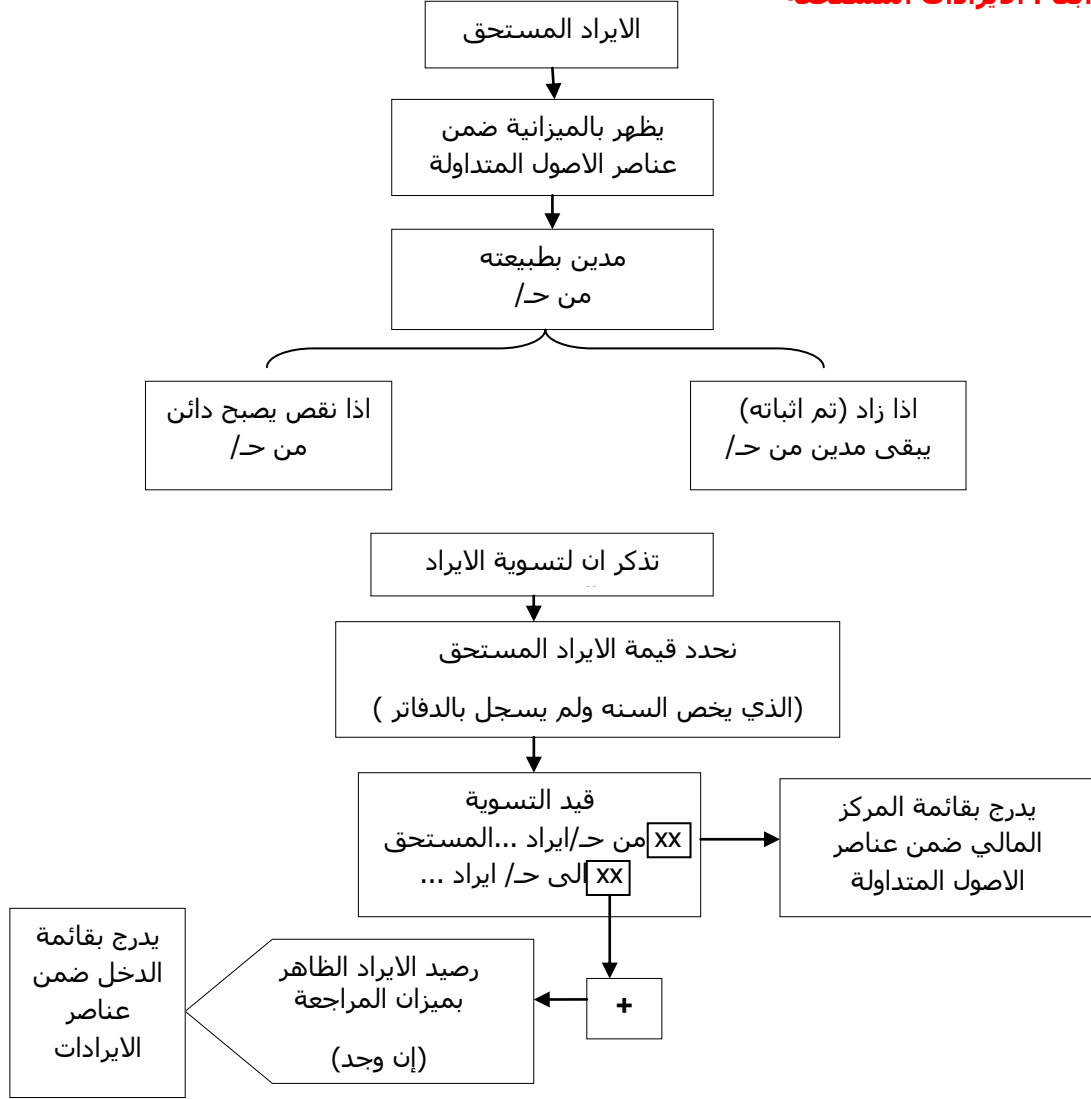 الايراد المستحق
يظهر بالميزانية ضمن
عناصر الاصول المتداولة
مدين بطبيعته
من حـ/
اذا زاد (تم اثباته)
يبقى مدين من حـ/
اذا نقص يصبح دائن
من حـ/
تذكر ان لتسوية الايراد
نحدد قيمة الايراد المستحق
(الذي يخص السنه ولم يسجل بالدفاتر )
قيد التسوية
xx من حـ/ايراد ...المستحق
xx الى حـ/ ايراد ...
يدرج بقائمة المركز
المالي ضمن عناصر
الاصول المتداولة
+
رصيد الايراد الظاهر
بميزان المراجعة
(إن وجد)
يدرج بقائمة
الدخل ضمن
عناصر
الايرادات